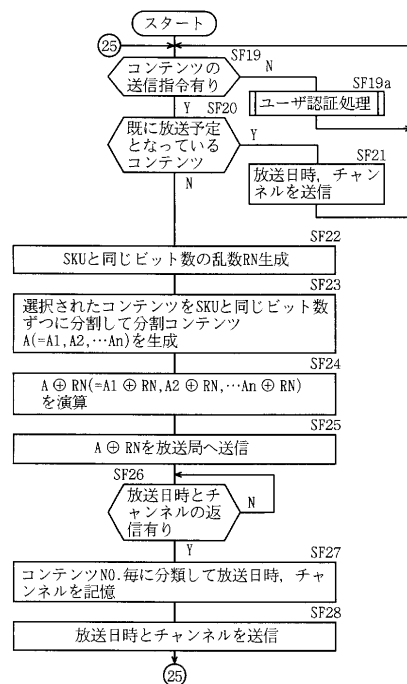 スタート
25
SF19
コンテンツの
送信指令有り
N
SF19a
ユーザ認証処理
Y
SF20
既に放送予定
となっている
コンテンツ
Y
SF21
放送日時，チャン
ネルを送信
N
SF22
SKUと同じビット数の乱数RN生成
SF23
選択されたコンテンツをSKUと同じビット数
ずつに分割して分割コンテンツ
A(=A1,A2,…An)を生成
SF24
A⊕RN(=A1⊕RN,A2⊕RN,…An⊕RN)
を演算
SF25
A⊕RNを放送局へ送信
SF26
放送日時とチ
ャンネルの返
信有り
N
Y
SF27
コンテンツNO.毎に分類して放送日時，チャ
ンネルを記憶
SF28
放送日時とチャンネルを送信
25